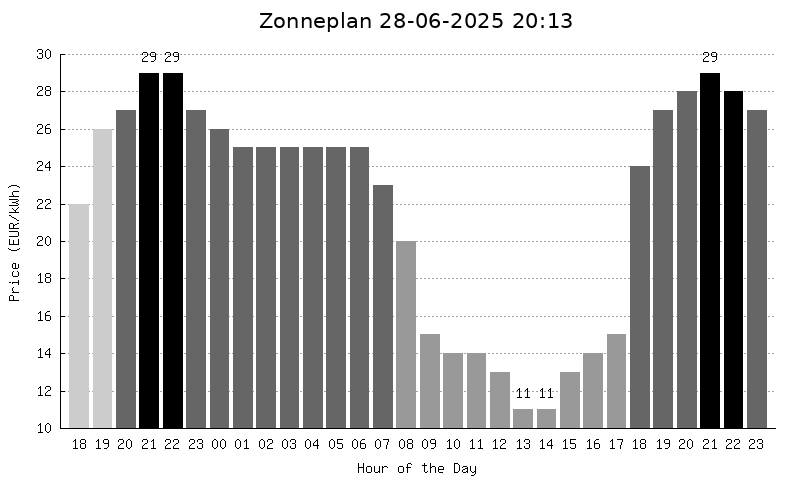 Zonneplan 28-06-2025 20:13
30
28
26
24
22
20
18
16
14
12
10
Price (EUR/kWh)
29 29 11 11 29
18 19 20 21 22 23 00 01 02 03 04 05 06 07 08 09 10 11 12 13 14 15 16 17 18 19 20 21 22 23
Hour of the Day